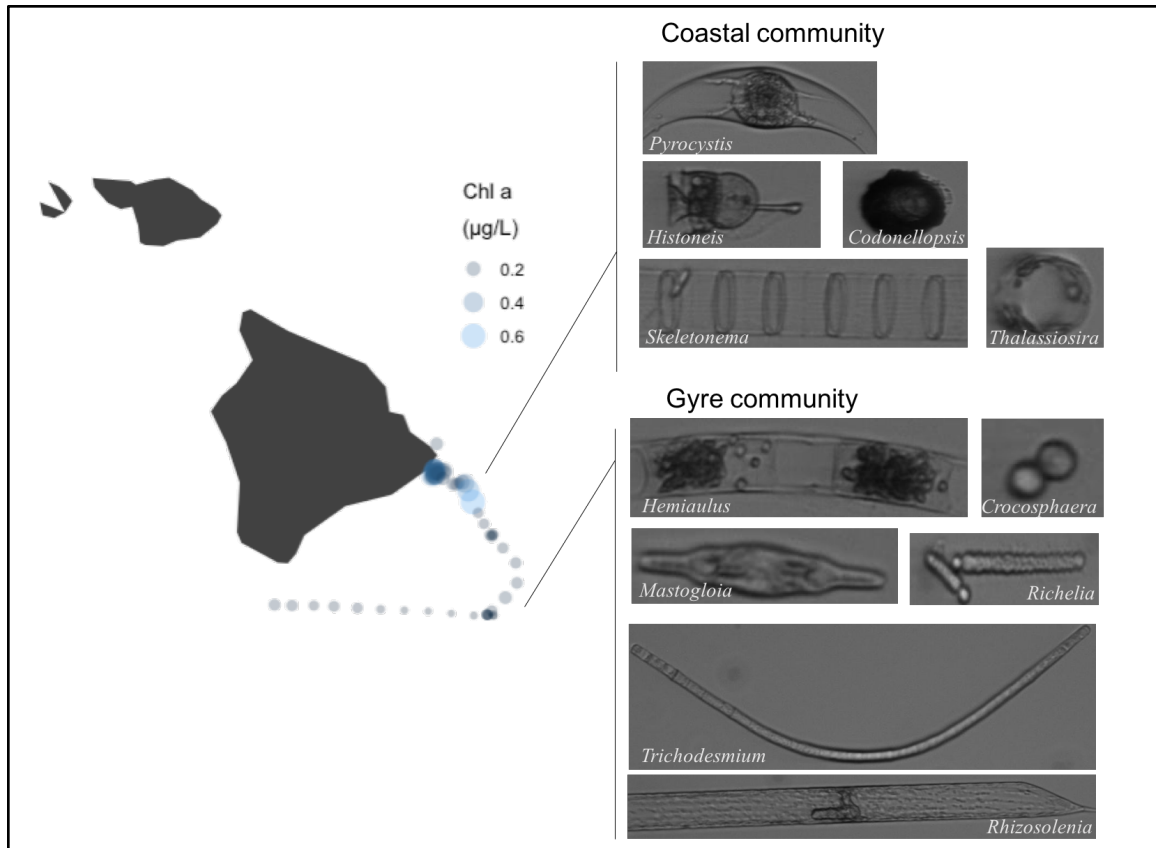 Coastal community
Pyrocystis
Histoneis
Codonellopsis
Skeletonema
Thalassiosira
Chl a
(µg/L)
0.2
0.4
0.6
Gyre community
Hemiaulus
Crocosphaera
Mastogloia
Richelia
Trichodesmium
Rhizosolenia